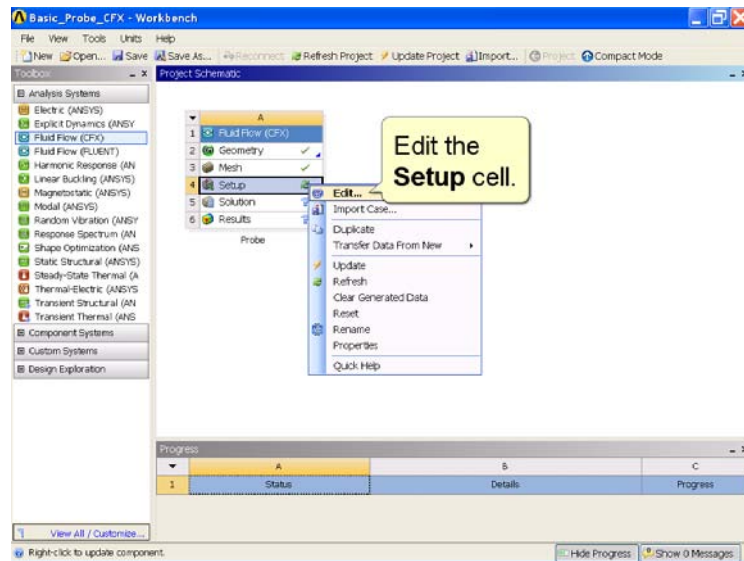 Basic_Probe_CFX - Workbench
File View Tools Units Help
New Open... Save Save As... Reconnect Refresh Project Update Project Import... Project Compact Mode
Toolbox
Project Schematic
Analysis Systems
Electric (ANSYS)
Explicit Dynamics (ANSY
Fluid Flow (CFX)
Fluid Flow (FLUENT)
Harmonic Response (AN
Linear Buckling (ANSYS)
Magnetostatic (ANSYS)
Modal (ANSYS)
Random Vibration (ANSY
Response Spectrum (AN
Shape Optimization (ANS
Static Structural (ANSYS)
Steady-State Thermal (A
Thermal-Electric (ANSYS
Transient Structural (AN
Transient Thermal (ANS
Component Systems
Custom Systems
Design Exploration
View All / Customize...
A
1 Fluid Flow (CFX)
2 Geometry
3 Mesh
4 Setup
5 Solution
6 Results
Probe
Edit the
Setup cell.
Edit...
Import Case...
Duplicate
Transfer Data From New
Update
Refresh
Clear Generated Data
Reset
Rename
Properties
Quick Help
Progress
A B C
1 Status Details Progress
Right-click to update component.
Hide Progress Show 0 Messages